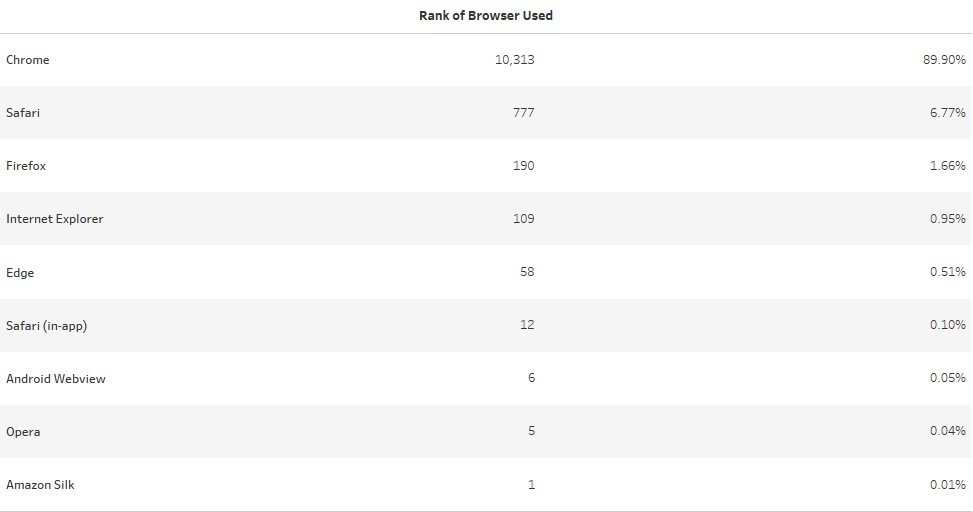 Rank of Browser Used
Chrome 10,313 89.90%
Safari 777 6.77%
Firefox 190 1.66%
Internet Explorer 109 0.95%
Edge 58 0.51%
Safari (in-app) 12 0.10%
Android Webview 6 0.05%
Opera 5 0.04%
Amazon Silk 1 0.01%